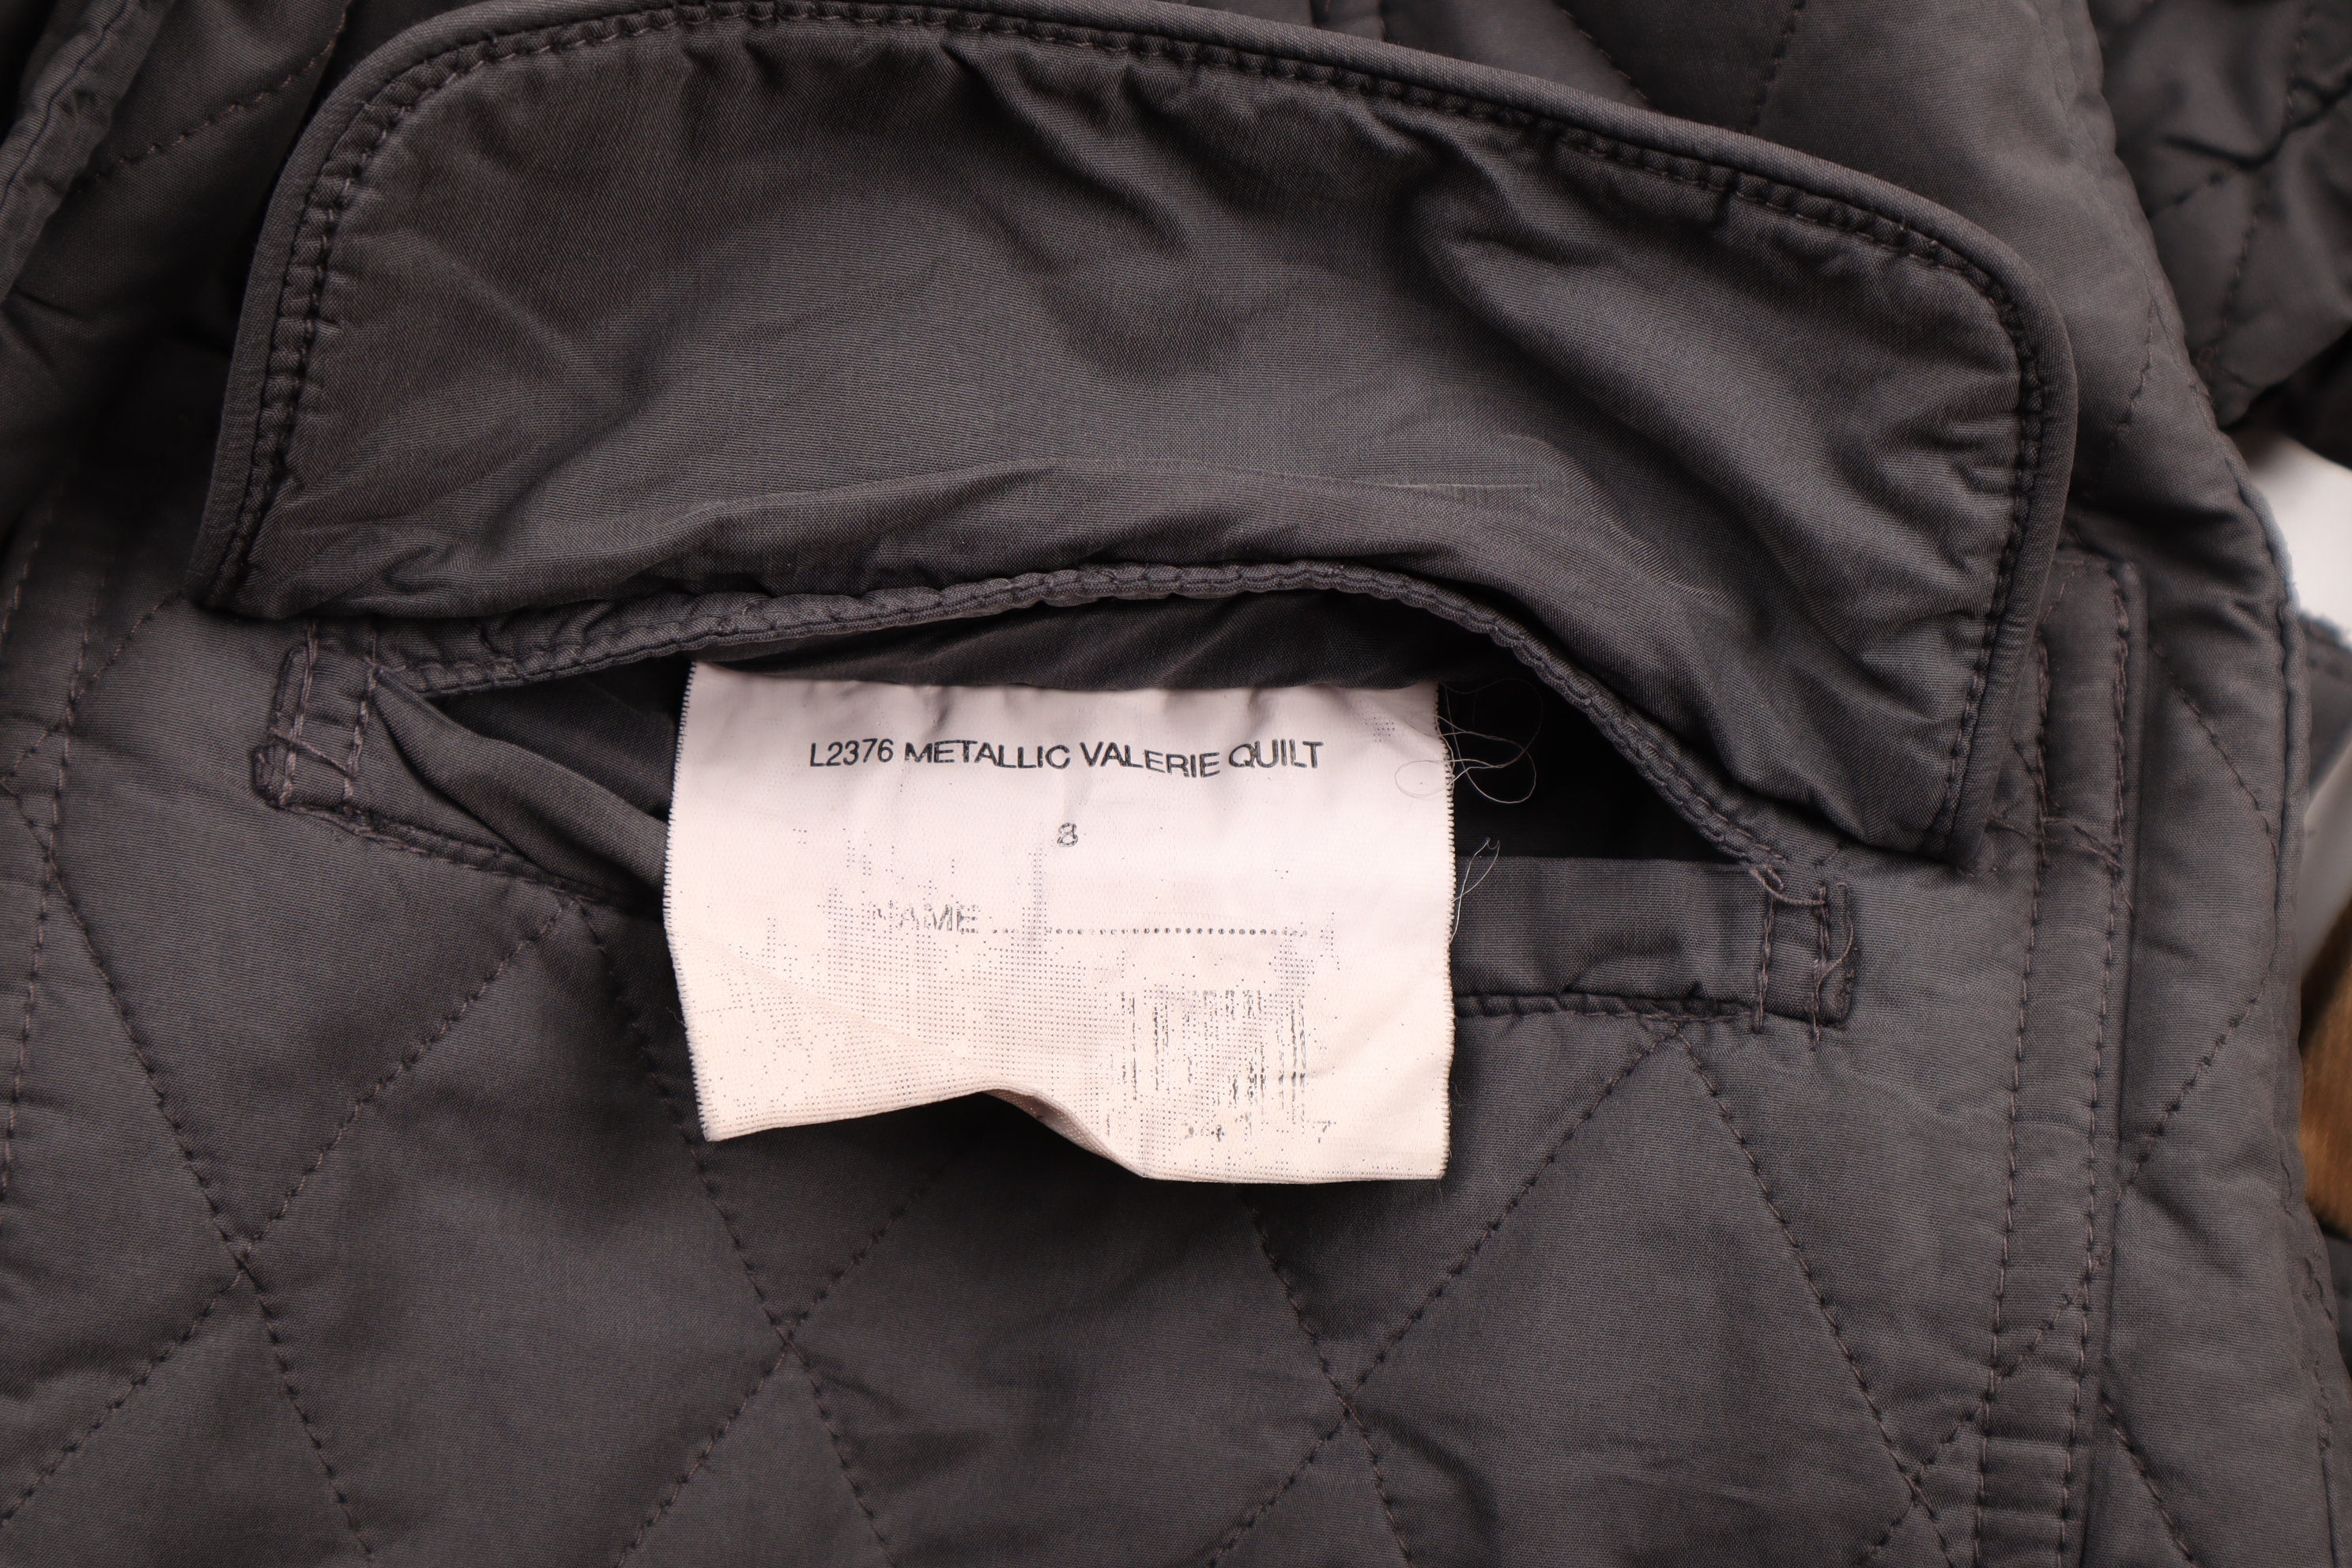 L2376 METALLIC VALERIE QUILT
8
NAME ........................................